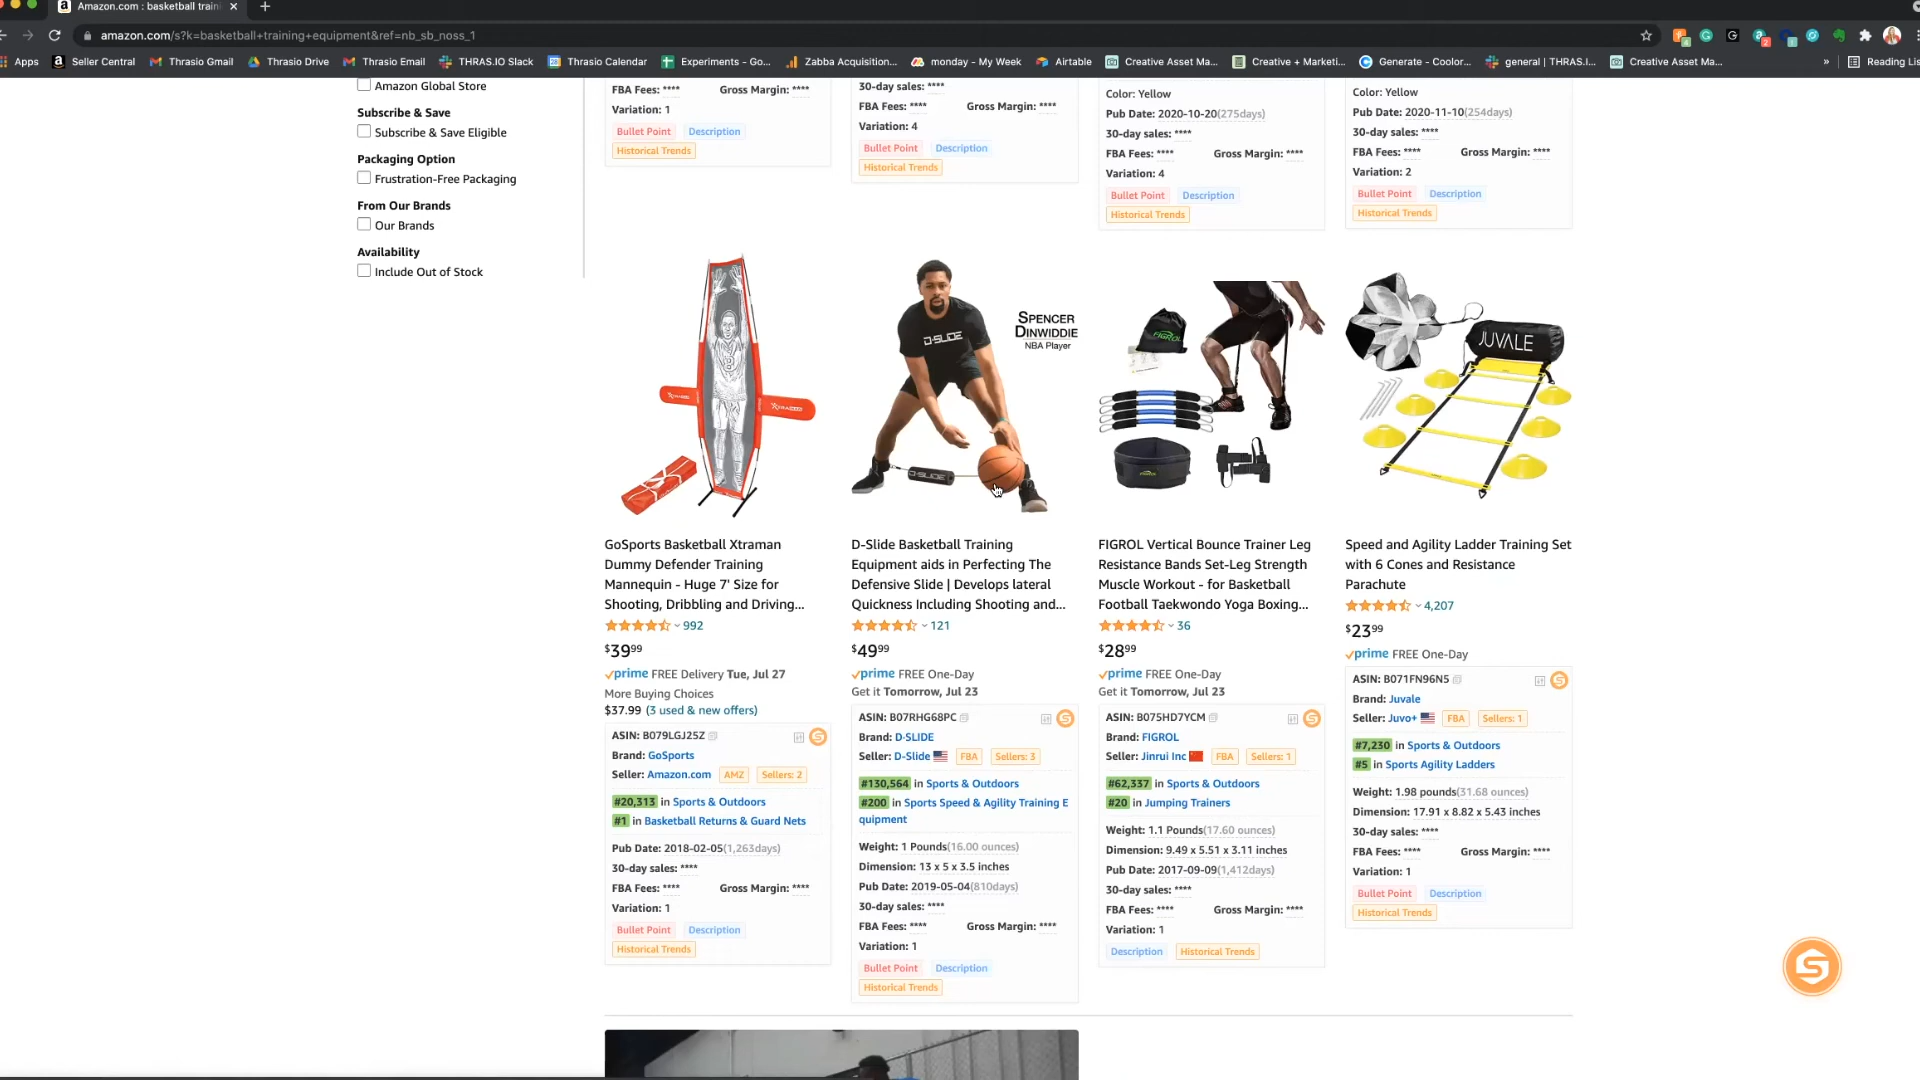 Amazon.com : basketball traini
amazon.com/s?k=basketball+training+equipment&ref=nb_sb_noss_1
Apps
Seller Central
Thrasio Gmail
Thrasio Drive
Thrasio Email
THRAS.IO Slack
Thrasio Calendar
Experiments - Go...
Zabba Acquisition...
monday - My Week
Airtable
Creative Asset Ma...
Creative + Marketi...
Generate - Coolor...
general | THRAS.I...
Creative Asset Ma...
»
Reading Lis
Amazon Global Store
Subscribe & Save
Subscribe & Save Eligible
Packaging Option
Frustration-Free Packaging
From Our Brands
Our Brands
Availability
Include Out of Stock
FBA Fees: **** Gross Margin: ****
Variation: 1
Bullet Point Description
Historical Trends
30-day sales: ****
FBA Fees: **** Gross Margin: ****
Variation: 4
Bullet Point Description
Historical Trends
Color: Yellow
Pub Date: 2020-10-20(275days)
30-day sales: ****
FBA Fees: **** Gross Margin: ****
Variation: 4
Bullet Point Description
Historical Trends
Color: Yellow
Pub Date: 2020-11-10(254days)
30-day sales: ****
FBA Fees: **** Gross Margin: ****
Variation: 2
Bullet Point Description
Historical Trends
GoSports Basketball Xtraman
Dummy Defender Training
Mannequin - Huge 7' Size for
Shooting, Dribbling and Driving...
992
$39.99
prime FREE Delivery Tue, Jul 27
More Buying Choices
$37.99 (3 used & new offers)
ASIN: B079LGJ25Z
Brand: GoSports
Seller: Amazon.com AMZ Sellers: 2
#20,313 in Sports & Outdoors
#1 in Basketball Returns & Guard Nets
Pub Date: 2018-02-05(1,263days)
30-day sales: ****
FBA Fees: **** Gross Margin: ****
Variation: 1
Bullet Point Description
Historical Trends
D-SLIDE
SPENCER
DINWIDDIE
NBA Player
D-SLIDE
D-Slide Basketball Training
Equipment aids in Perfecting The
Defensive Slide | Develops lateral
Quickness Including Shooting and...
121
$49.99
prime FREE One-Day
Get it Tomorrow, Jul 23
ASIN: B07RHG68PC
Brand: D-SLIDE
Seller: D-Slide FBA Sellers: 3
#130,564 in Sports & Outdoors
#200 in Sports Speed & Agility Training E
quipment
Weight: 1 Pounds(16.00 ounces)
Dimension: 13 x 5 x 3.5 inches
Pub Date: 2019-05-04(810days)
30-day sales: ****
FBA Fees: **** Gross Margin: ****
Variation: 1
Bullet Point Description
Historical Trends
FIGROL
FIGROL Vertical Bounce Trainer Leg
Resistance Bands Set-Leg Strength
Muscle Workout - for Basketball
Football Taekwondo Yoga Boxing...
36
$28.99
prime FREE One-Day
Get it Tomorrow, Jul 23
ASIN: B075HD7YCM
Brand: FIGROL
Seller: Jinrui Inc FBA Sellers: 1
#62,337 in Sports & Outdoors
#20 in Jumping Trainers
Weight: 1.1 Pounds(17.60 ounces)
Dimension: 9.49 x 5.51 x 3.11 inches
Pub Date: 2017-09-09(1,412days)
30-day sales: ****
FBA Fees: **** Gross Margin: ****
Variation: 1
Description Historical Trends
JUVALE
Speed and Agility Ladder Training Set
with 6 Cones and Resistance
Parachute
4,207
$23.99
prime FREE One-Day
ASIN: B071FN96N5
Brand: Juvale
Seller: Juvo+ FBA Sellers: 1
#7,230 in Sports & Outdoors
#5 in Sports Agility Ladders
Weight: 1.98 pounds(31.68 ounces)
Dimension: 17.91 x 8.82 x 5.43 inches
30-day sales: ****
FBA Fees: **** Gross Margin: ****
Variation: 1
Bullet Point Description
Historical Trends